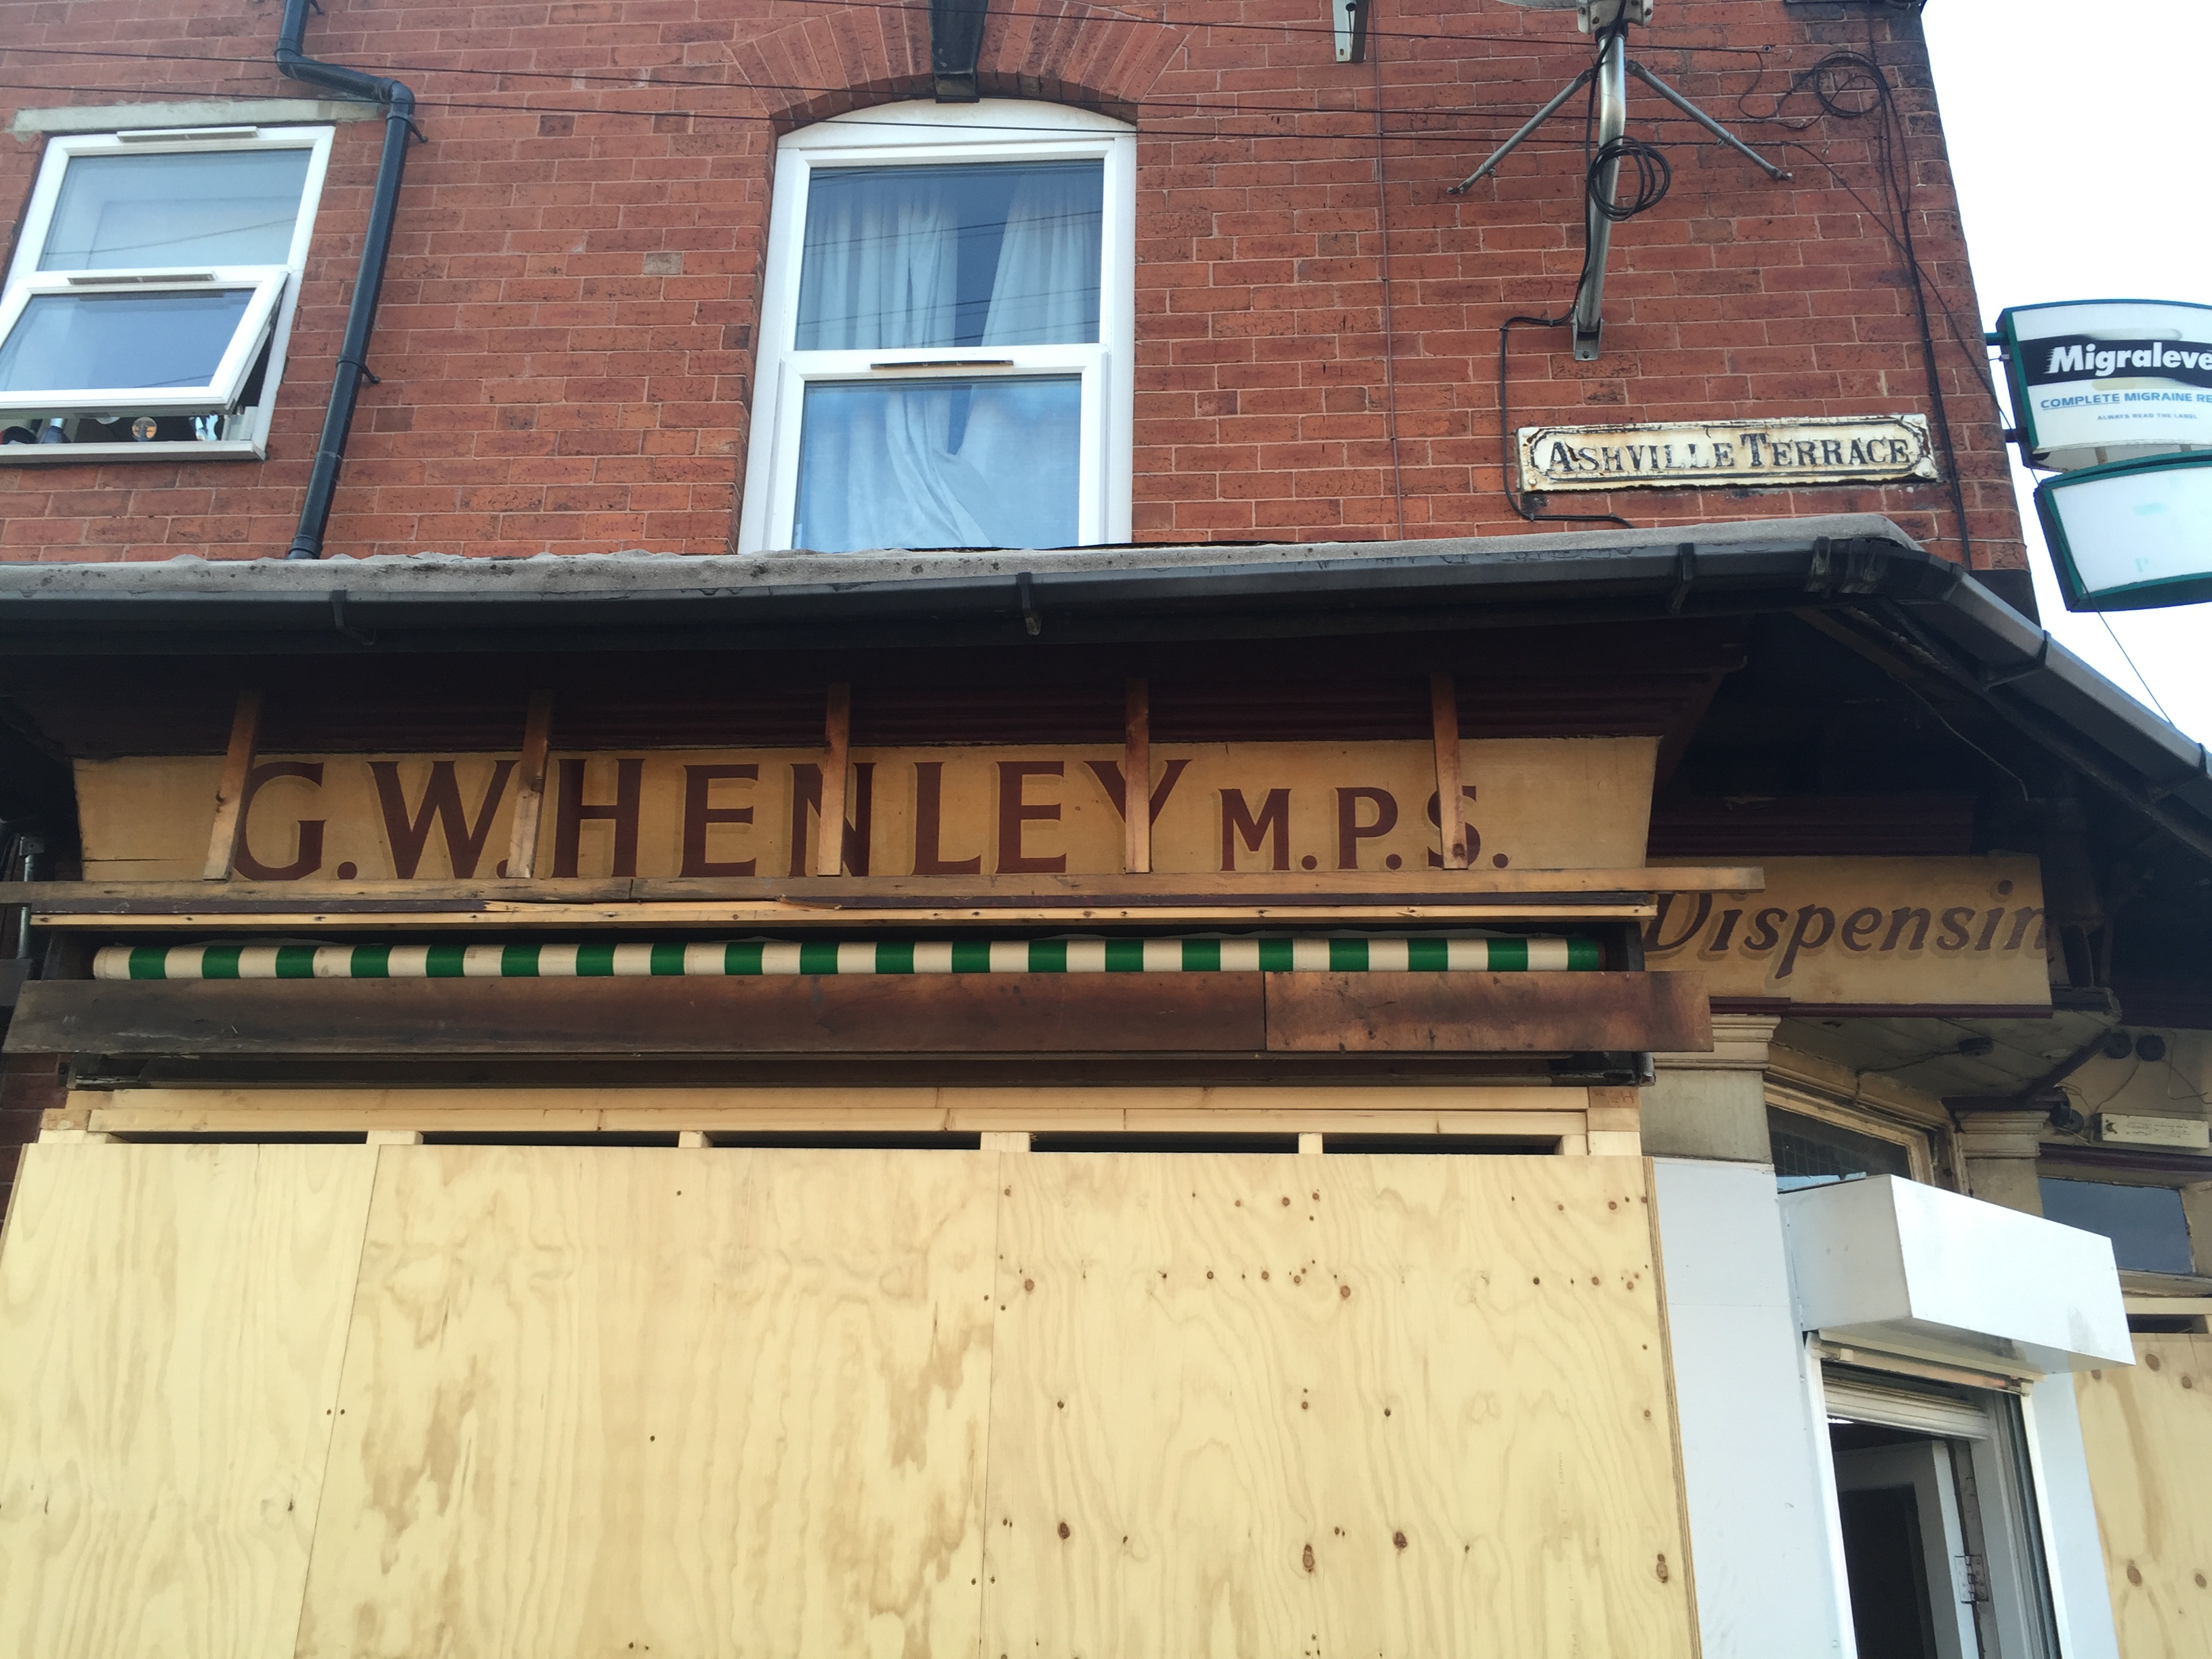 Migraleve
COMPLETE MIGRAINE RE
ALWAYS READ THE LABEL
ASHVILLE TERRACE
G.W.HENLEY M.P.S.
Dispensin